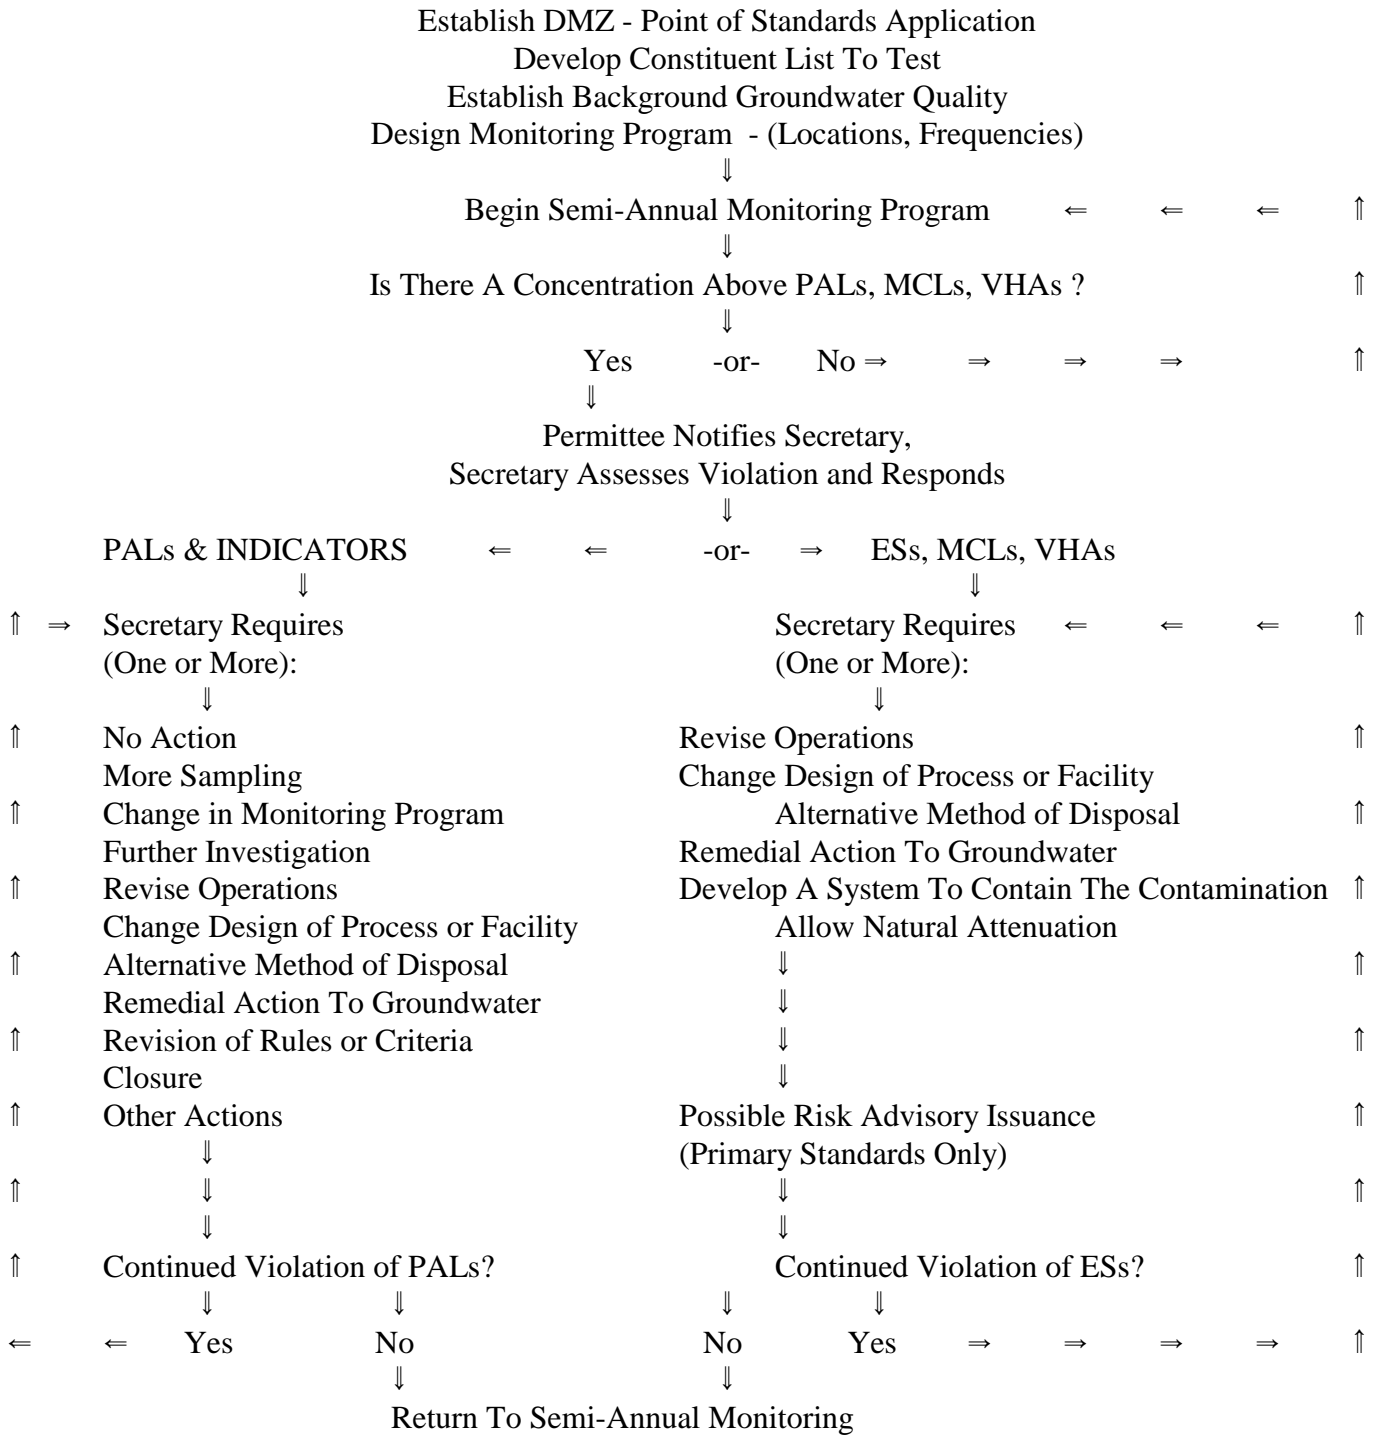 Establish DMZ - Point of Standards Application
Develop Constituent List To Test
Establish Background Groundwater Quality
Design Monitoring Program - (Locations, Frequencies)
⇓
Begin Semi-Annual Monitoring Program ⇐ ⇐ ⇐ ⇑
⇓
Is There A Concentration Above PALs, MCLs, VHAs ? ⇑
⇓
Yes -or- No ⇒ ⇒ ⇒ ⇒ ⇑
⇓
Permittee Notifies Secretary,
Secretary Assesses Violation and Responds
⇓
PALs & INDICATORS ⇐ ⇐ -or- ⇒ ESs, MCLs, VHAs
⇓ ⇓
⇑ ⇒ Secretary Requires Secretary Requires ⇐ ⇐ ⇐ ⇑
(One or More): (One or More):
⇓ ⇓
⇑ No Action Revise Operations ⇑
More Sampling Change Design of Process or Facility
⇑ Change in Monitoring Program Alternative Method of Disposal ⇑
Further Investigation Remedial Action To Groundwater
⇑ Revise Operations Develop A System To Contain The Contamination ⇑
Change Design of Process or Facility Allow Natural Attenuation
⇑ Alternative Method of Disposal ⇓ ⇑
Remedial Action To Groundwater ⇓
⇑ Revision of Rules or Criteria ⇓ ⇑
Closure ⇓
⇑ Other Actions Possible Risk Advisory Issuance ⇑
⇓ (Primary Standards Only)
⇑ ⇓ ⇓ ⇑
⇓ ⇓
⇑ Continued Violation of PALs? Continued Violation of ESs? ⇑
⇓ ⇓ ⇓ ⇓
⇐ ⇐ Yes No No Yes ⇒ ⇒ ⇒ ⇒ ⇑
⇓ ⇓
Return To Semi-Annual Monitoring